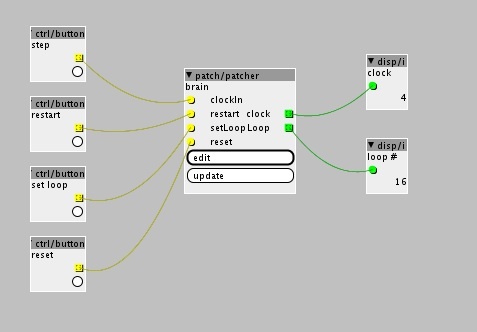 ctrl/button
step
ctrl/button
restart
ctrl/button
set loop
ctrl/button
reset
patch/patcher
brain
clockIn
restart clock
setLoop Loop
reset
edit
update
disp/i
clock
4
disp/i
loop #
16